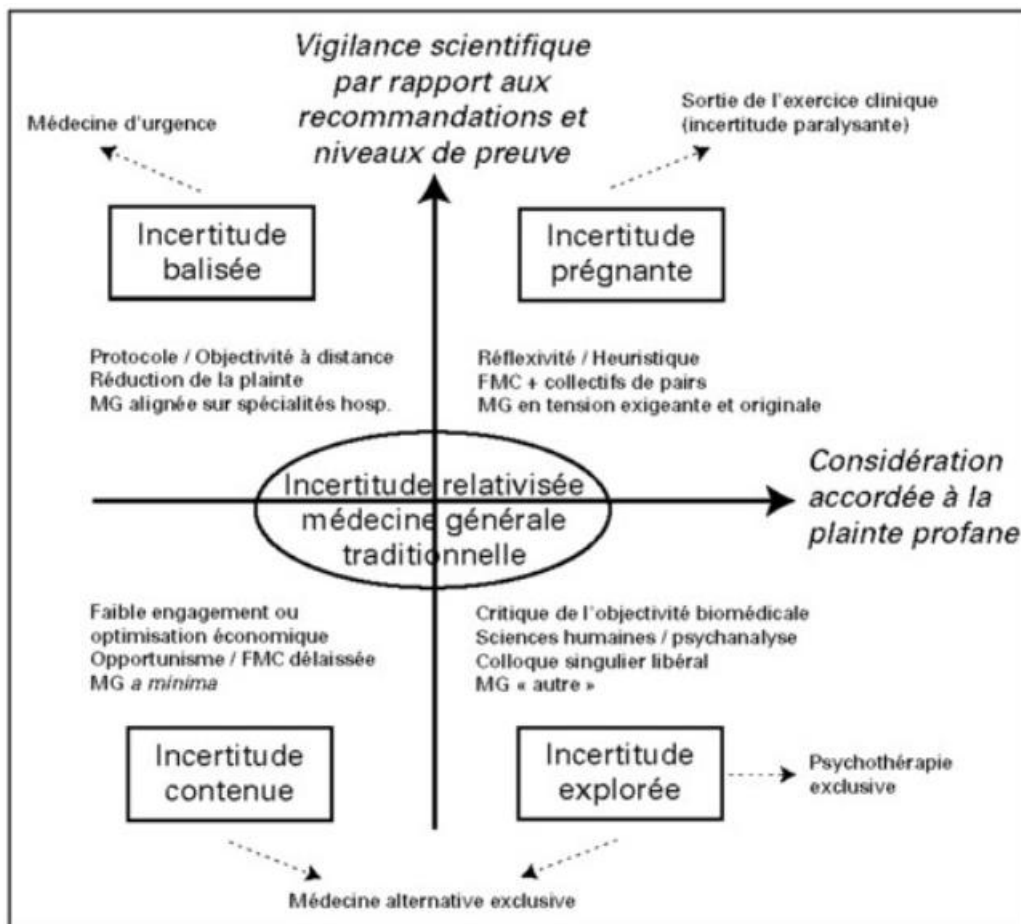 Vigilance scientifique
par rapport aux
recommandations et
niveaux de preuve
Médecine d'urgence
Sortie de l'exercice clinique
(incertitude paralysante)
Incertitude
balisée
Incertitude
prégnante
Protocole / Objectivité à distance
Réduction de la plainte
MG alignée sur spécialités hosp.
Réflexivité / Heuristique
FMC + collectifs de pairs
MG en tension exigeante et originale
Incertitude relativisée
médecine générale
traditionnelle
Considération
accordée à la
plainte profane
Faible engagement ou
optimisation économique
Opportunisme / FMC délaissée
MG a minima
Critique de l'objectivité biomédicale
Sciences humaines / psychanalyse
Colloque singulier libéral
MG « autre »
Incertitude
contenue
Incertitude
explorée
Psychothérapie
exclusive
Médecine alternative exclusive